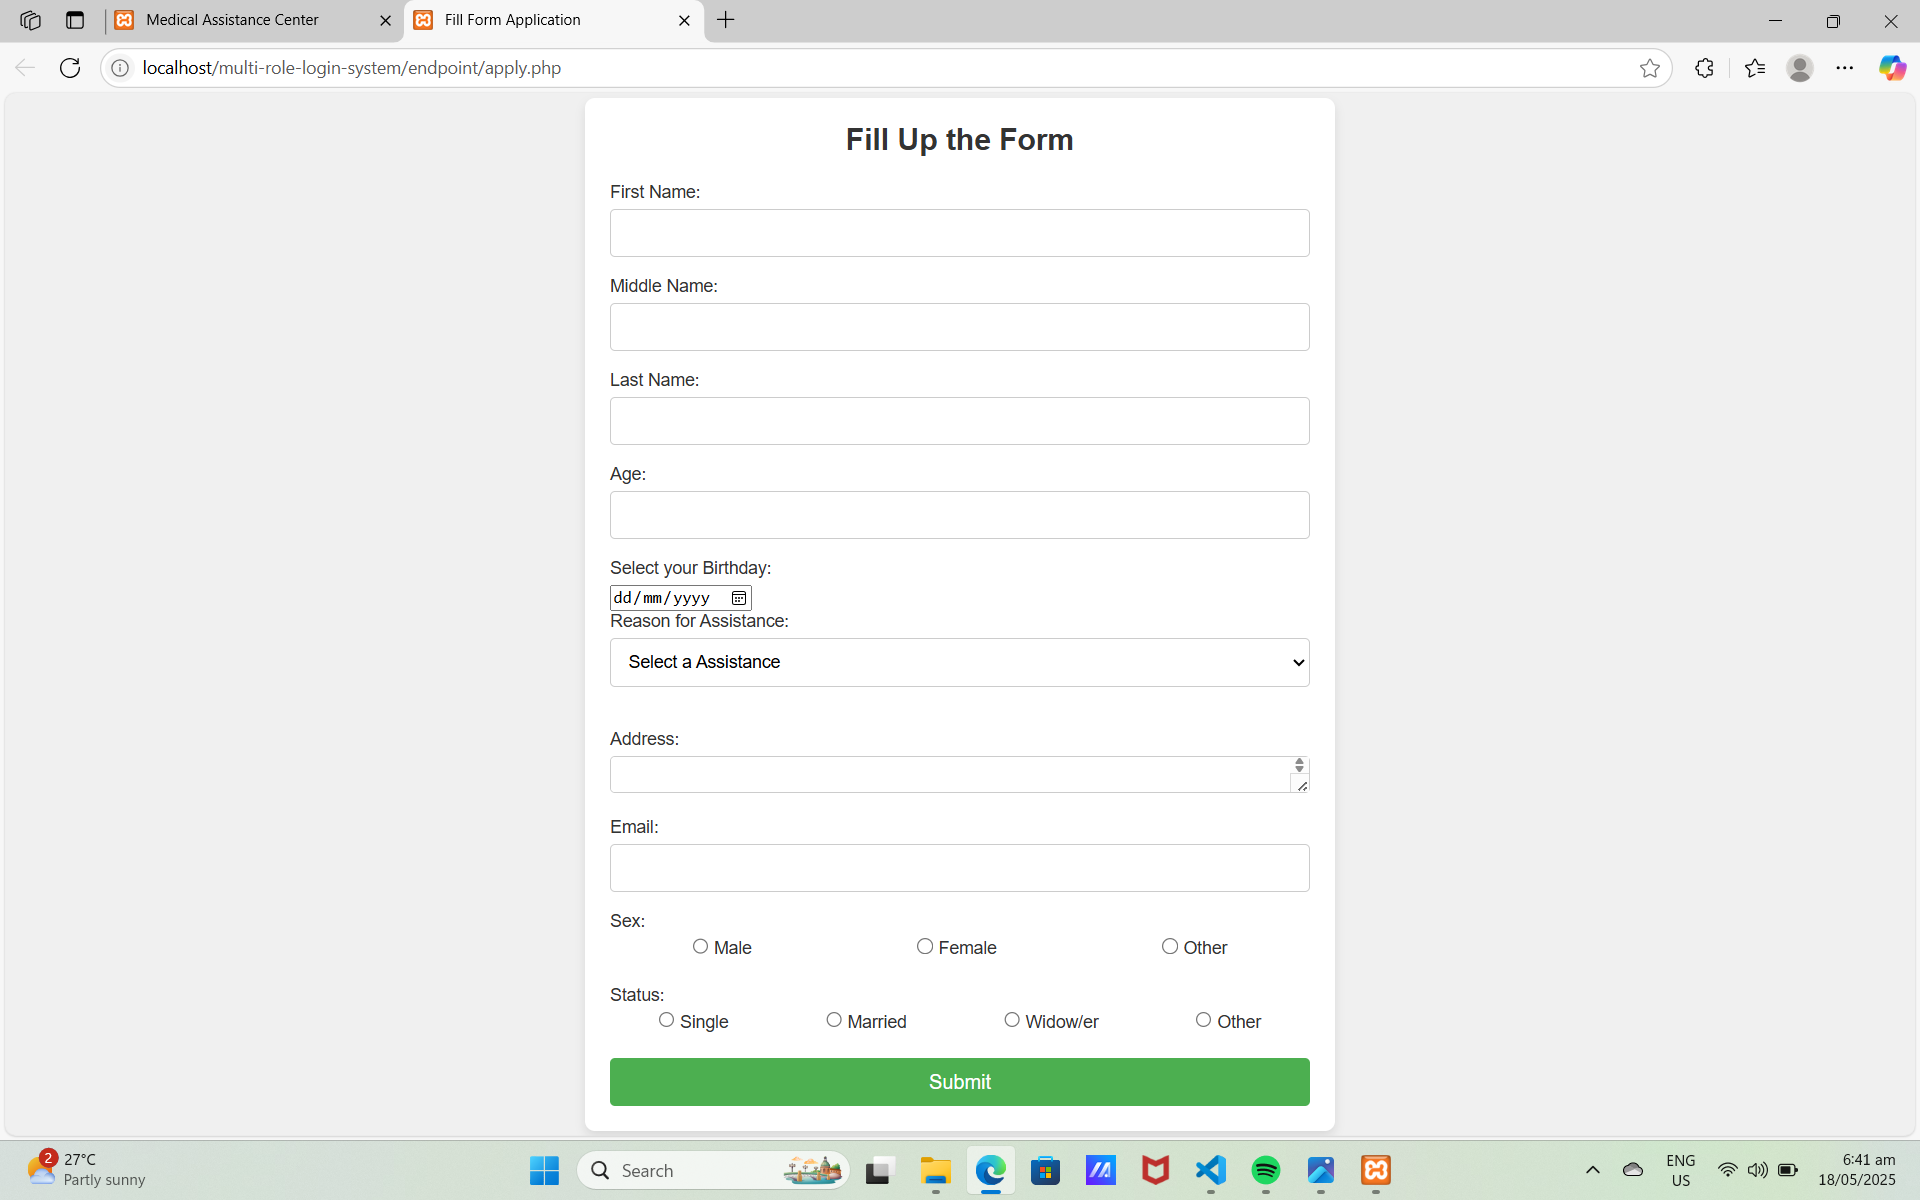 Medical Assistance Center
Fill Form Application
localhost/multi-role-login-system/endpoint/apply.php
Fill Up the Form
First Name:
Middle Name:
Last Name:
Age:
Select your Birthday:
dd/mm/yyyy
Reason for Assistance:
Select a Assistance
Address:
Email:
Sex:
Male Female Other
Status:
Single Married Widow/er Other
Submit
2
27°C
Partly sunny
Search
ENG
US
6:41 am
18/05/2025